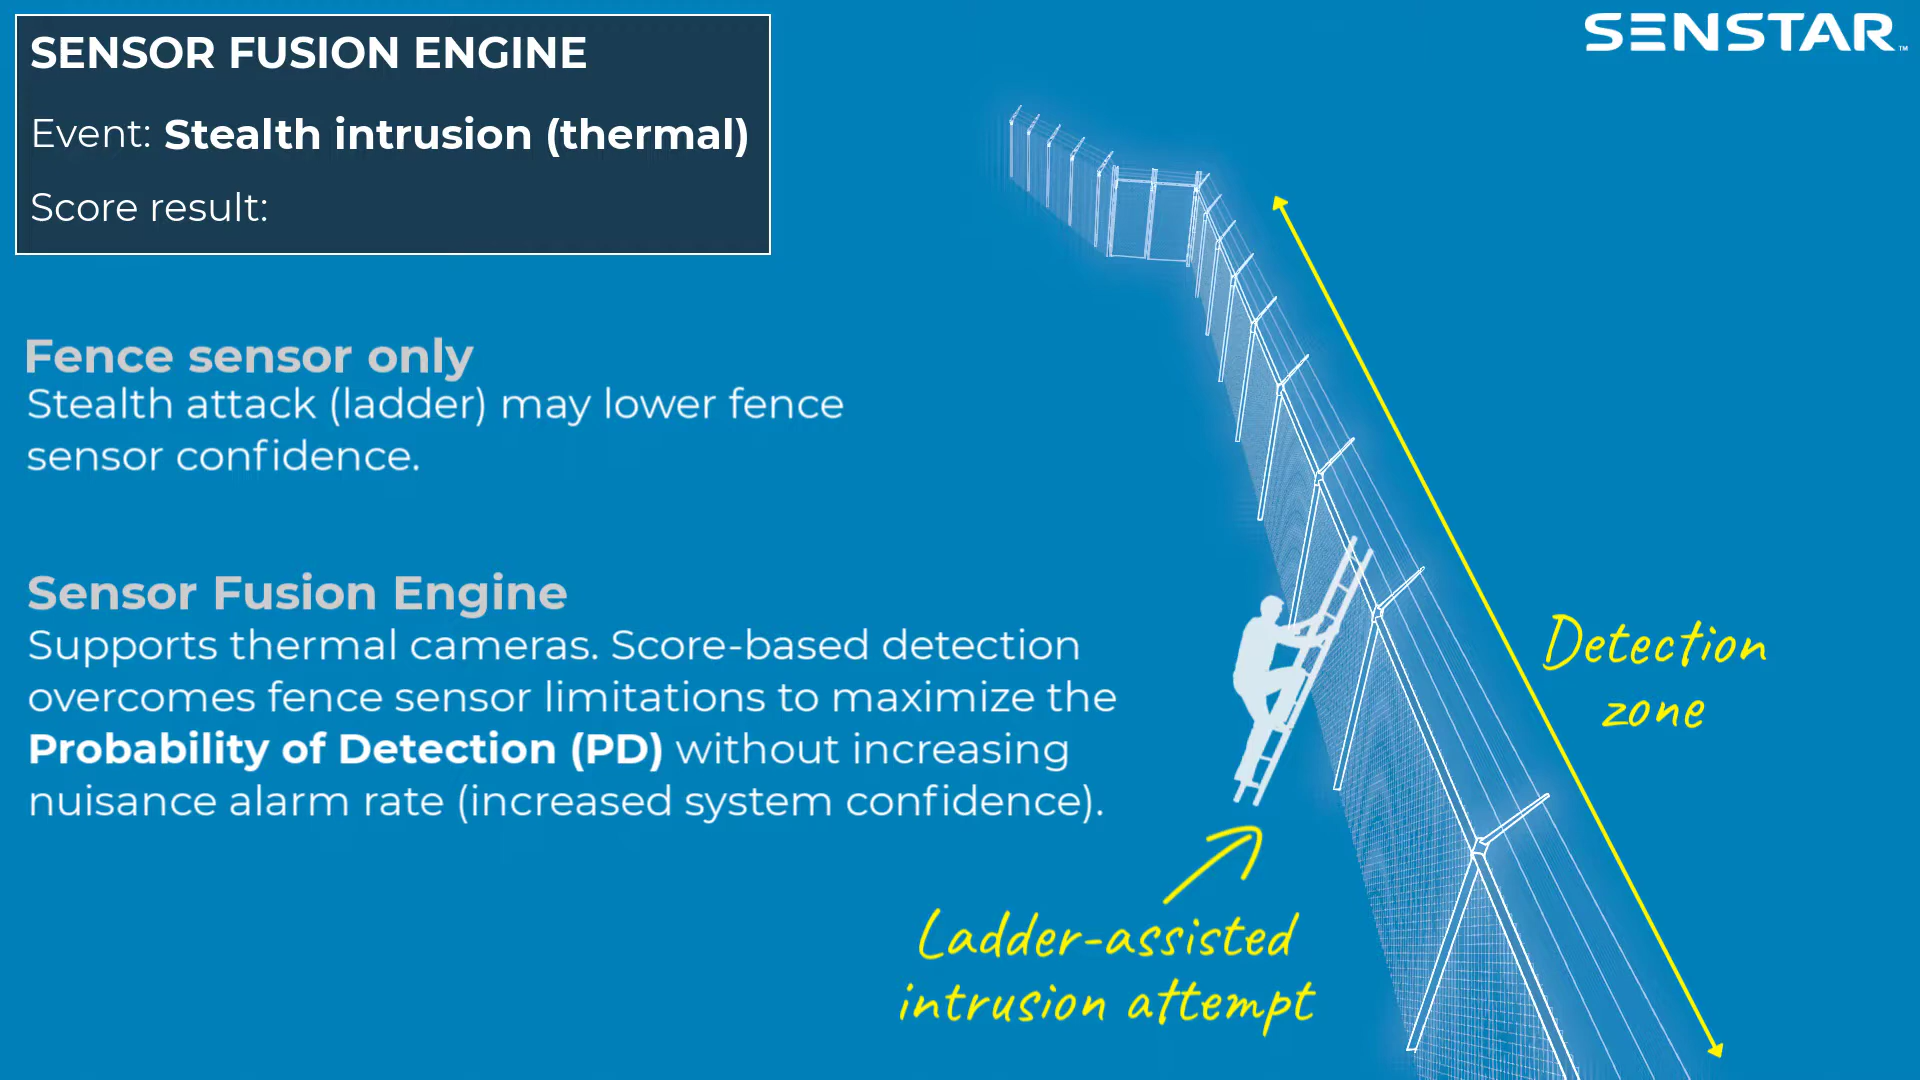 SENSOR FUSION ENGINE
Event: Stealth intrusion (thermal)
Score result:
SENSTAR™
Fence sensor only
Stealth attack (ladder) may lower fence
sensor confidence.
Sensor Fusion Engine
Supports thermal cameras. Score-based detection
overcomes fence sensor limitations to maximize the
Probability of Detection (PD) without increasing
nuisance alarm rate (increased system confidence).
Detection
zone
Ladder-assisted
intrusion attempt